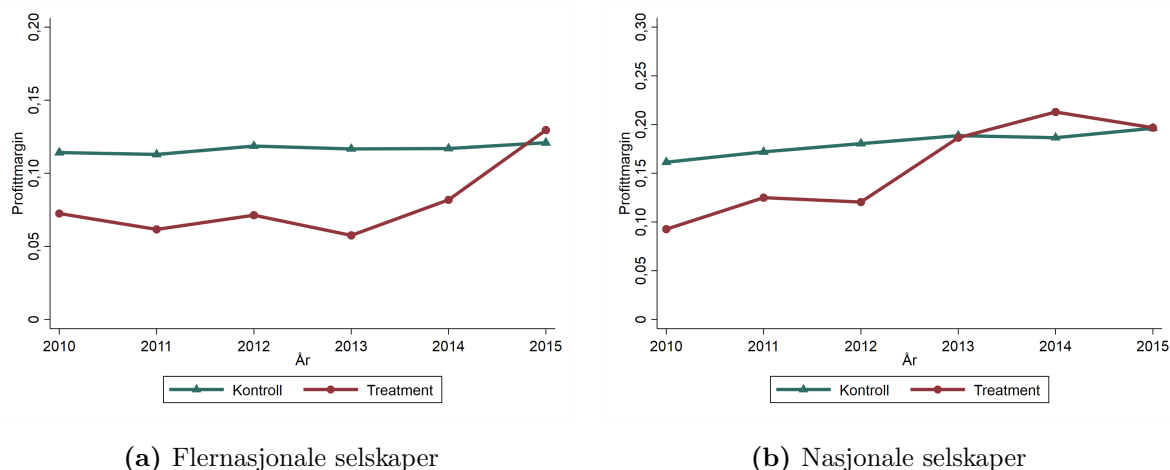 0,20
0,15
0,10
0,05
0
Profittmargin
2010 2011 2012 2013 2014 2015
År
Kontroll Treatment
(a) Flernasjonale selskaper
0,30
0,25
0,20
0,15
0,10
0,05
0
Profittmargin
2010 2011 2012 2013 2014 2015
År
Kontroll Treatment
(b) Nasjonale selskaper